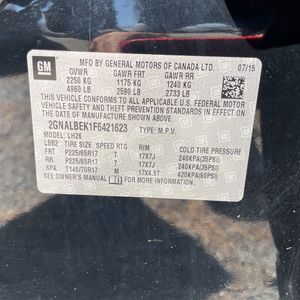 GM
MFD BY GENERAL MOTORS OF CANADA LTD. 07/15
GVWR GAWR FRT GAWR RR
2250 KG 1175 KG 1240 KG
4960 LB 2590 LB 2733 LB
THIS VEHICLE CONFORMS TO ALL APPLICABLE U.S. FEDERAL MOTOR
VEHICLE SAFETY, BUMPER, AND THEFT PREVENTION STANDARDS
IN EFFECT ON THE DATE OF MANUFACTURE SHOWN ABOVE.
2GNALBEK1F6421623 TYPE: M.P.V.
MODEL: LH26
LBB2 TIRE SIZE SPEED RTG RIM COLD TIRE PRESSURE
FRT P225/65R17 T 17X7J 240KPA(35PSI)
RR P225/65R17 T 17X7J 240KPA(35PSI)
SPA T145/70R17 M 17X4.5T 420KPA(60PSI)
SEE OWNER'S MANUAL FOR ADDITIONAL INFORMATION.